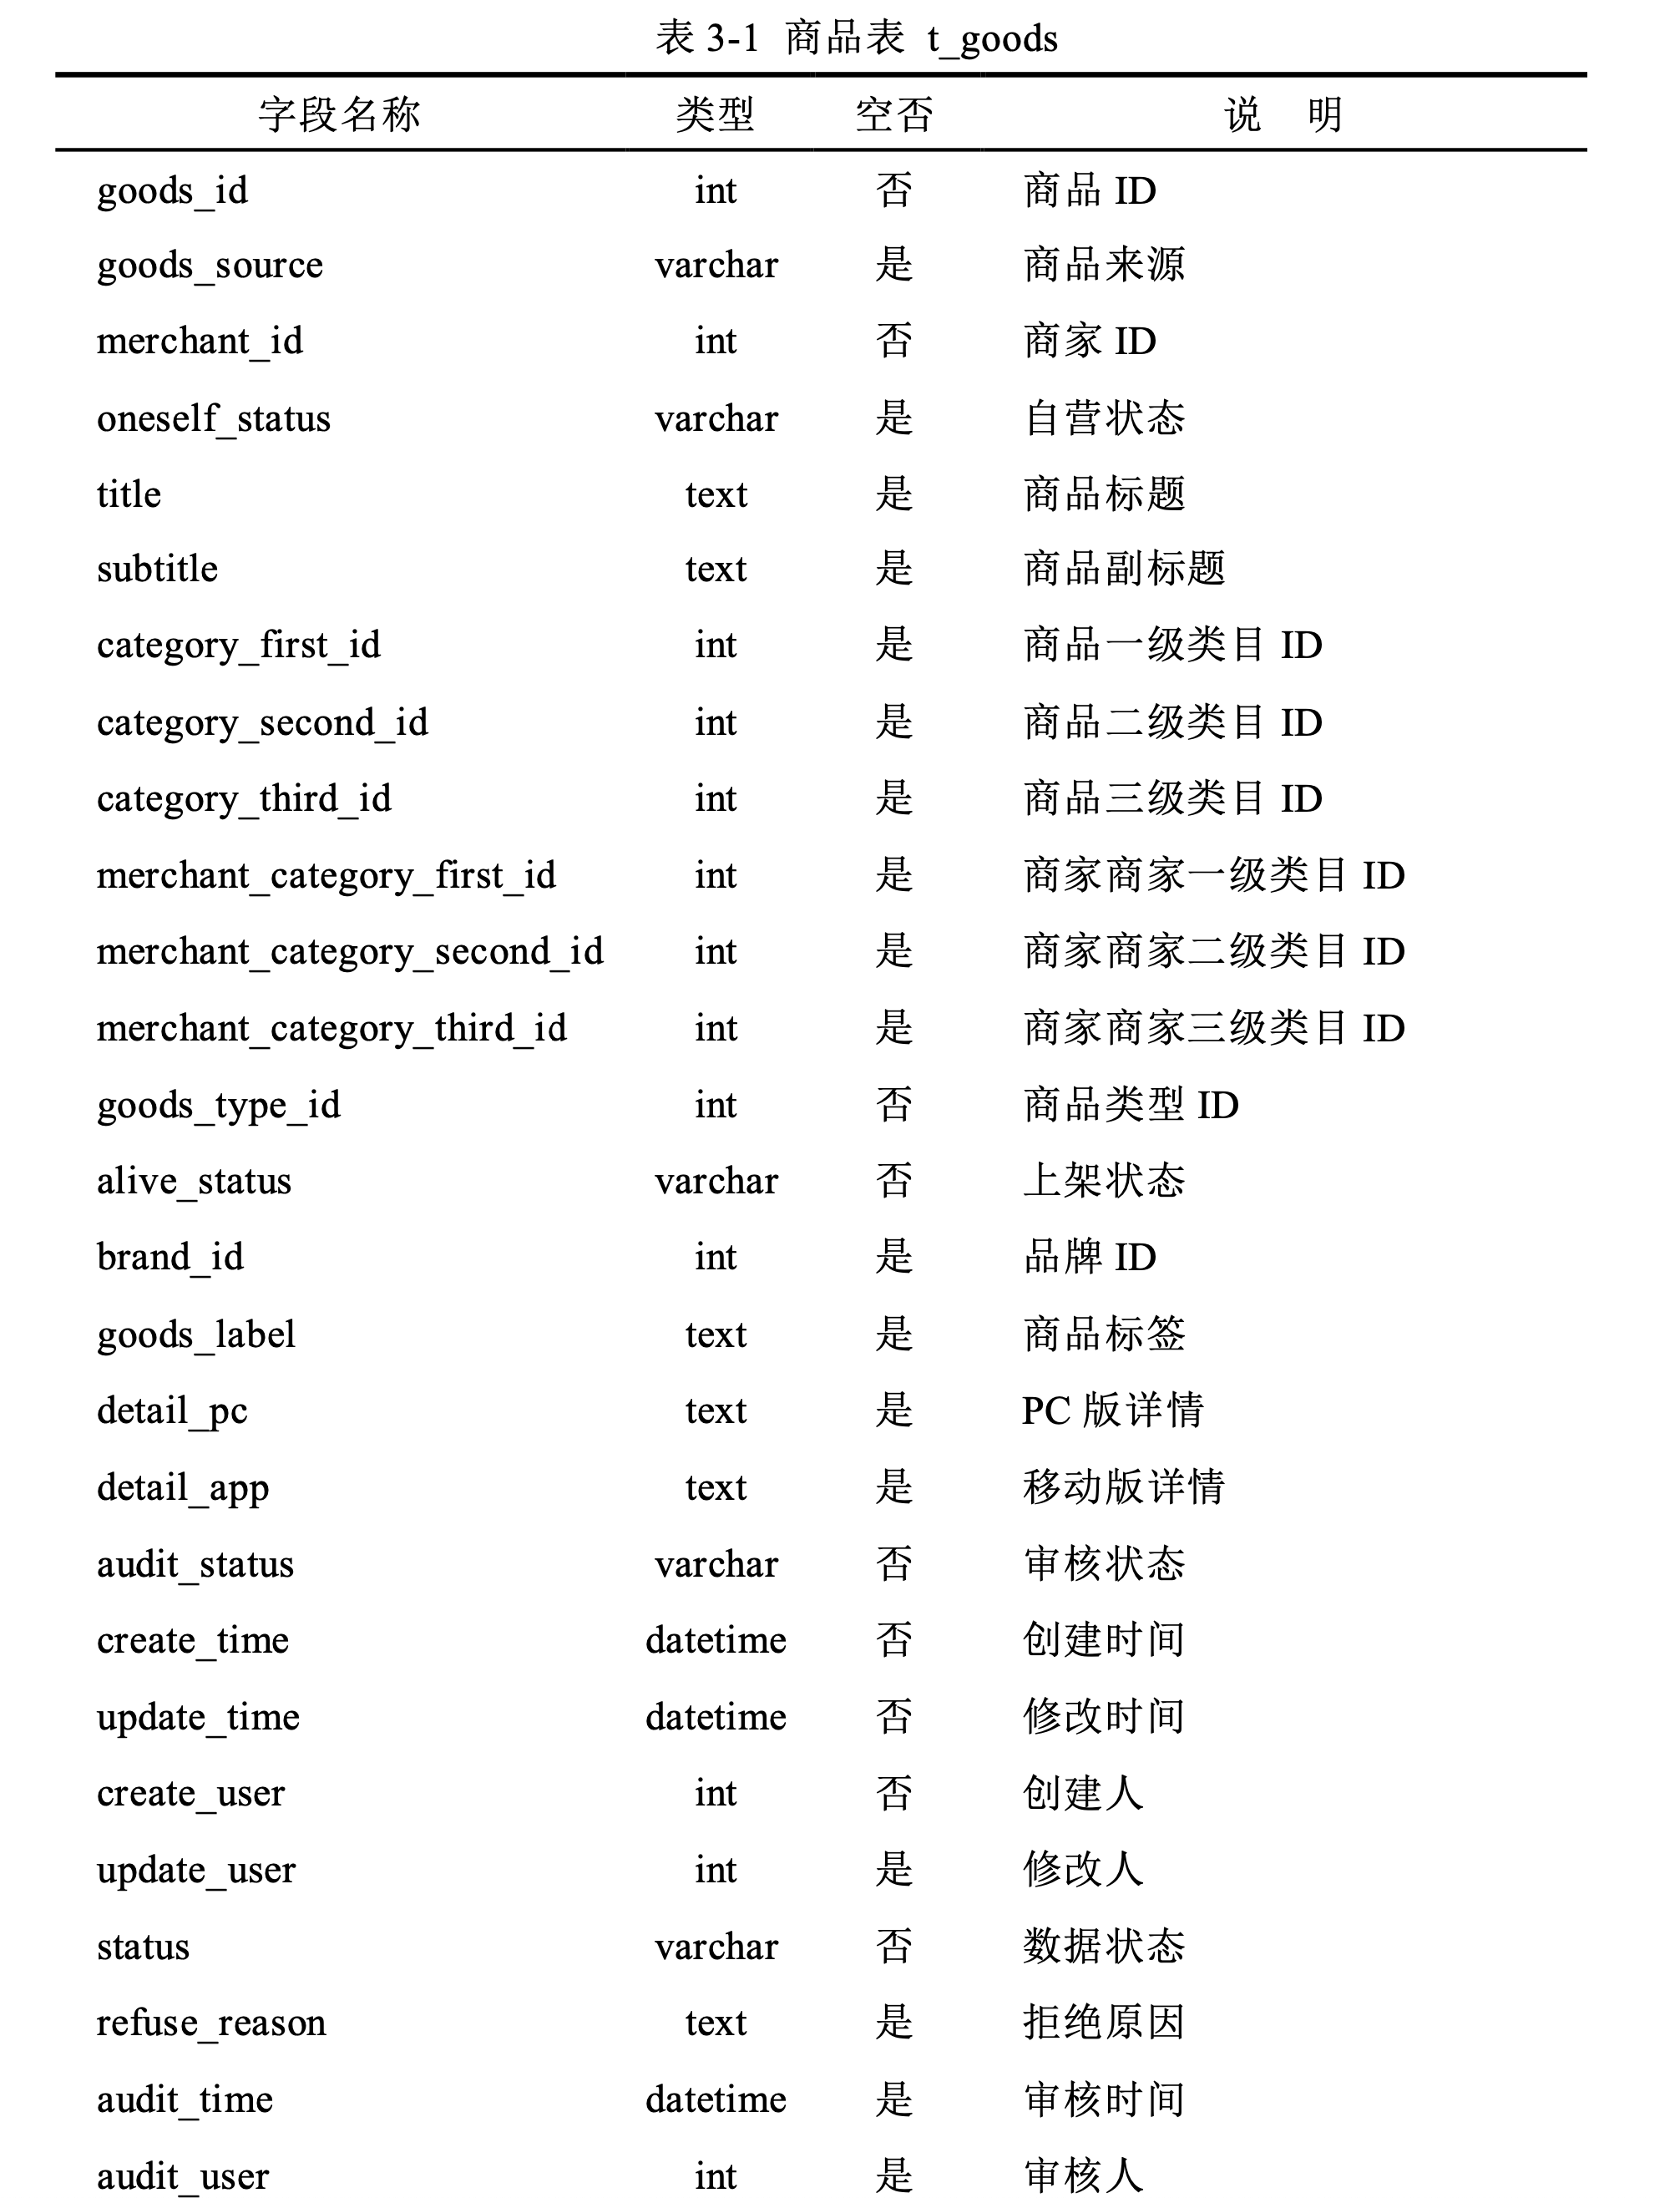 表 3-1 商品表 t_goods
字段名称 类型 空否 说 明
goods_id int 否 商品 ID
goods_source varchar 是 商品来源
merchant_id int 否 商家 ID
oneself_status varchar 是 自营状态
title text 是 商品标题
subtitle text 是 商品副标题
category_first_id int 是 商品一级类目 ID
category_second_id int 是 商品二级类目 ID
category_third_id int 是 商品三级类目 ID
merchant_category_first_id int 是 商家商家一级类目 ID
merchant_category_second_id int 是 商家商家二级类目 ID
merchant_category_third_id int 是 商家商家三级类目 ID
goods_type_id int 否 商品类型 ID
alive_status varchar 否 上架状态
brand_id int 是 品牌 ID
goods_label text 是 商品标签
detail_pc text 是 PC 版详情
detail_app text 是 移动版详情
audit_status varchar 否 审核状态
create_time datetime 否 创建时间
update_time datetime 否 修改时间
create_user int 否 创建人
update_user int 是 修改人
status varchar 否 数据状态
refuse_reason text 是 拒绝原因
audit_time datetime 是 审核时间
audit_user int 是 审核人